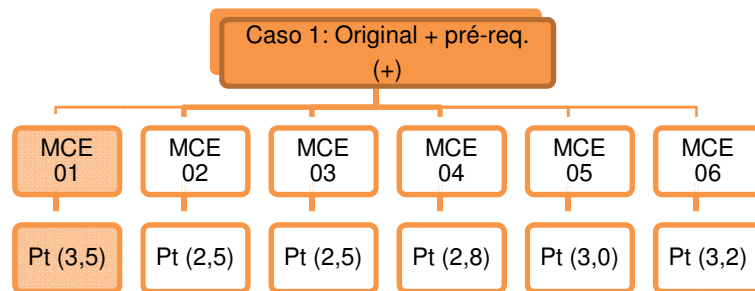 Caso 1: Original + pré-req.
(+)
MCE
01
MCE
02
MCE
03
MCE
04
MCE
05
MCE
06
Pt (3,5)
Pt (2,5)
Pt (2,5)
Pt (2,8)
Pt (3,0)
Pt (3,2)